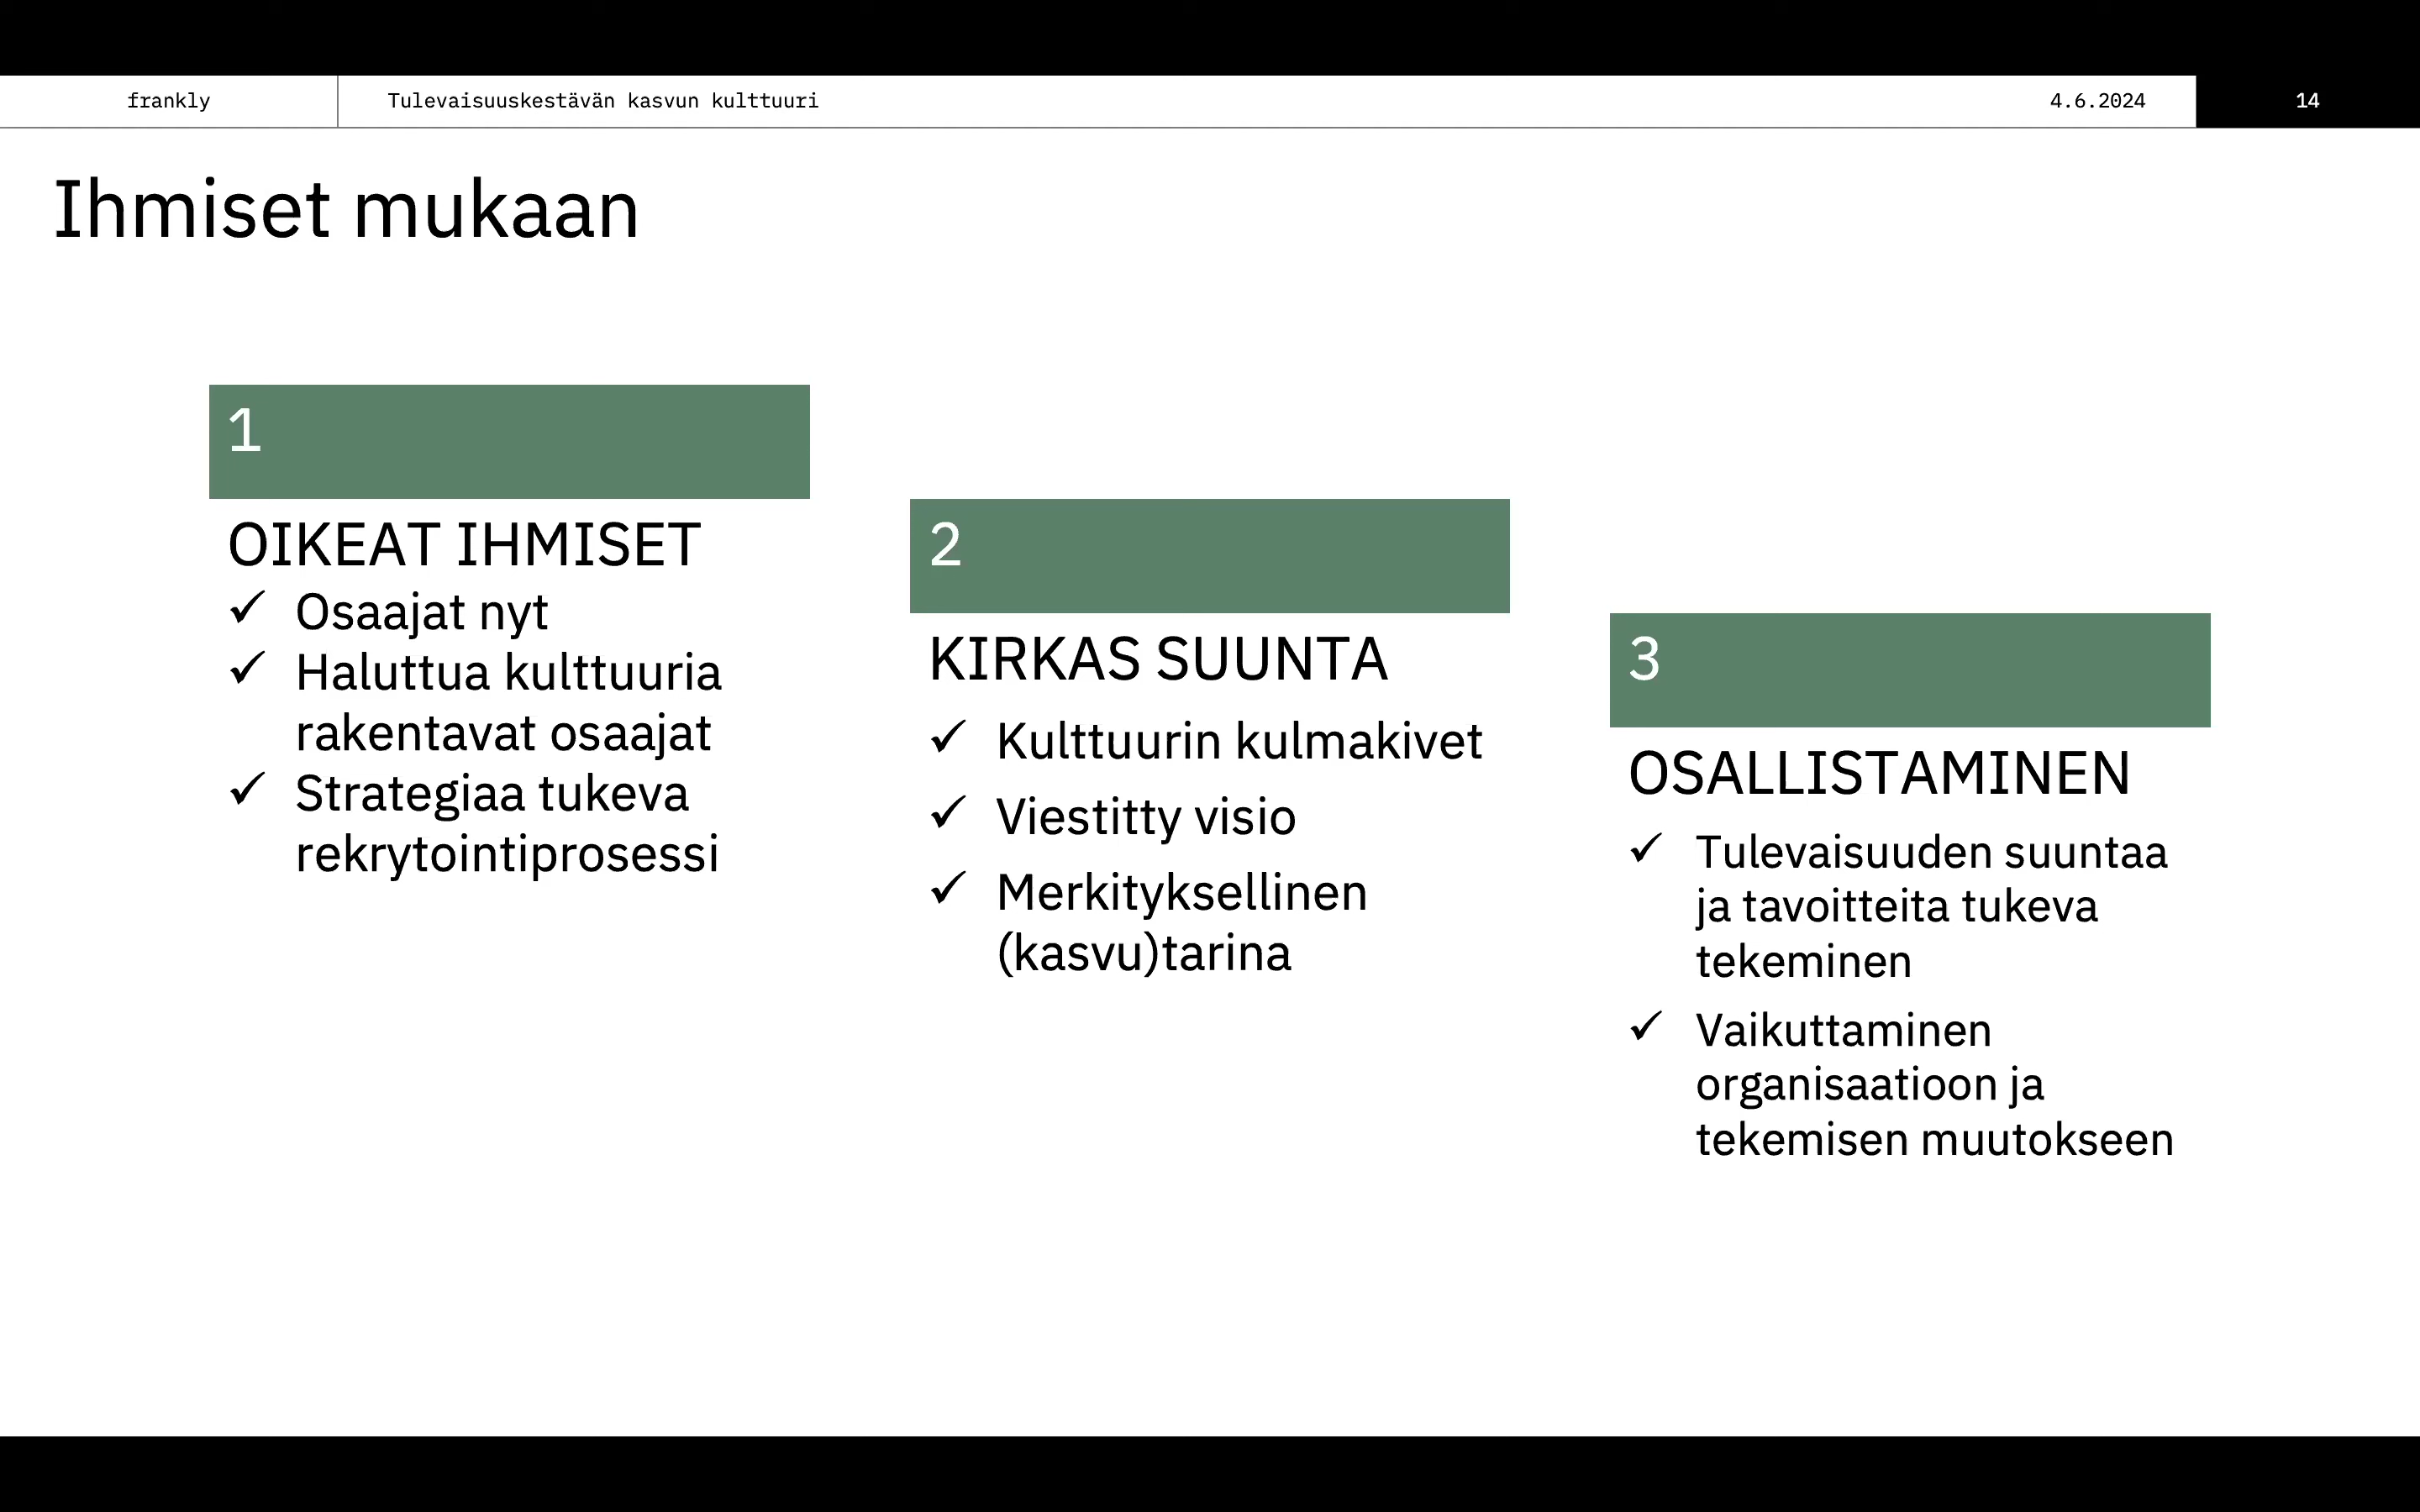 frankly
Tulevaisuuskestävän kasvun kulttuuri
4.6.2024
14
Ihmiset mukaan
1
OIKEAT IHMISET
✓ Osaajat nyt
✓ Haluttua kulttuuria
rakentavat osaajat
✓ Strategiaa tukeva
rekrytointiprosessi
2
KIRKAS SUUNTA
✓ Kulttuurin kulmakivet
✓ Viestitty visio
✓ Merkityksellinen
(kasvu)tarina
3
OSALLISTAMINEN
✓ Tulevaisuuden suuntaa
ja tavoitteita tukeva
tekeminen
✓ Vaikuttaminen
organisaatioon ja
tekemisen muutokseen